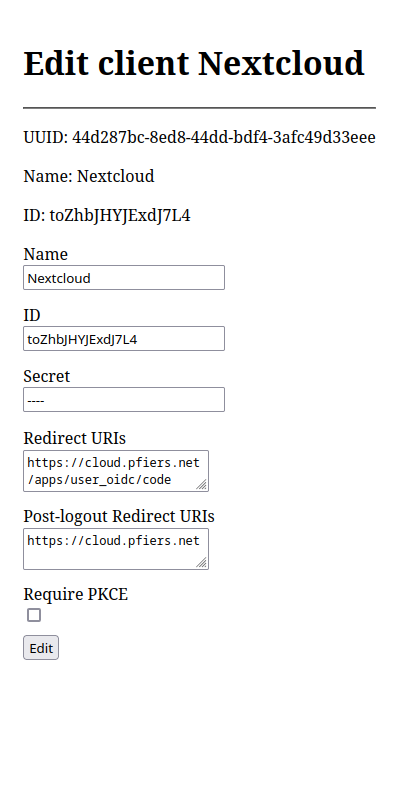 Edit client Nextcloud
UUID: 44d287bc-8ed8-44dd-bdf4-3afc49d33eee
Name: Nextcloud
ID: toZhbJHYJExdJ7L4
Name
Nextcloud
ID
toZhbJHYJExdJ7L4
Secret
----
Redirect URIs
https://cloud.pfiers.net
/apps/user_oidc/code
Post-logout Redirect URIs
https://cloud.pfiers.net
Require PKCE
Edit